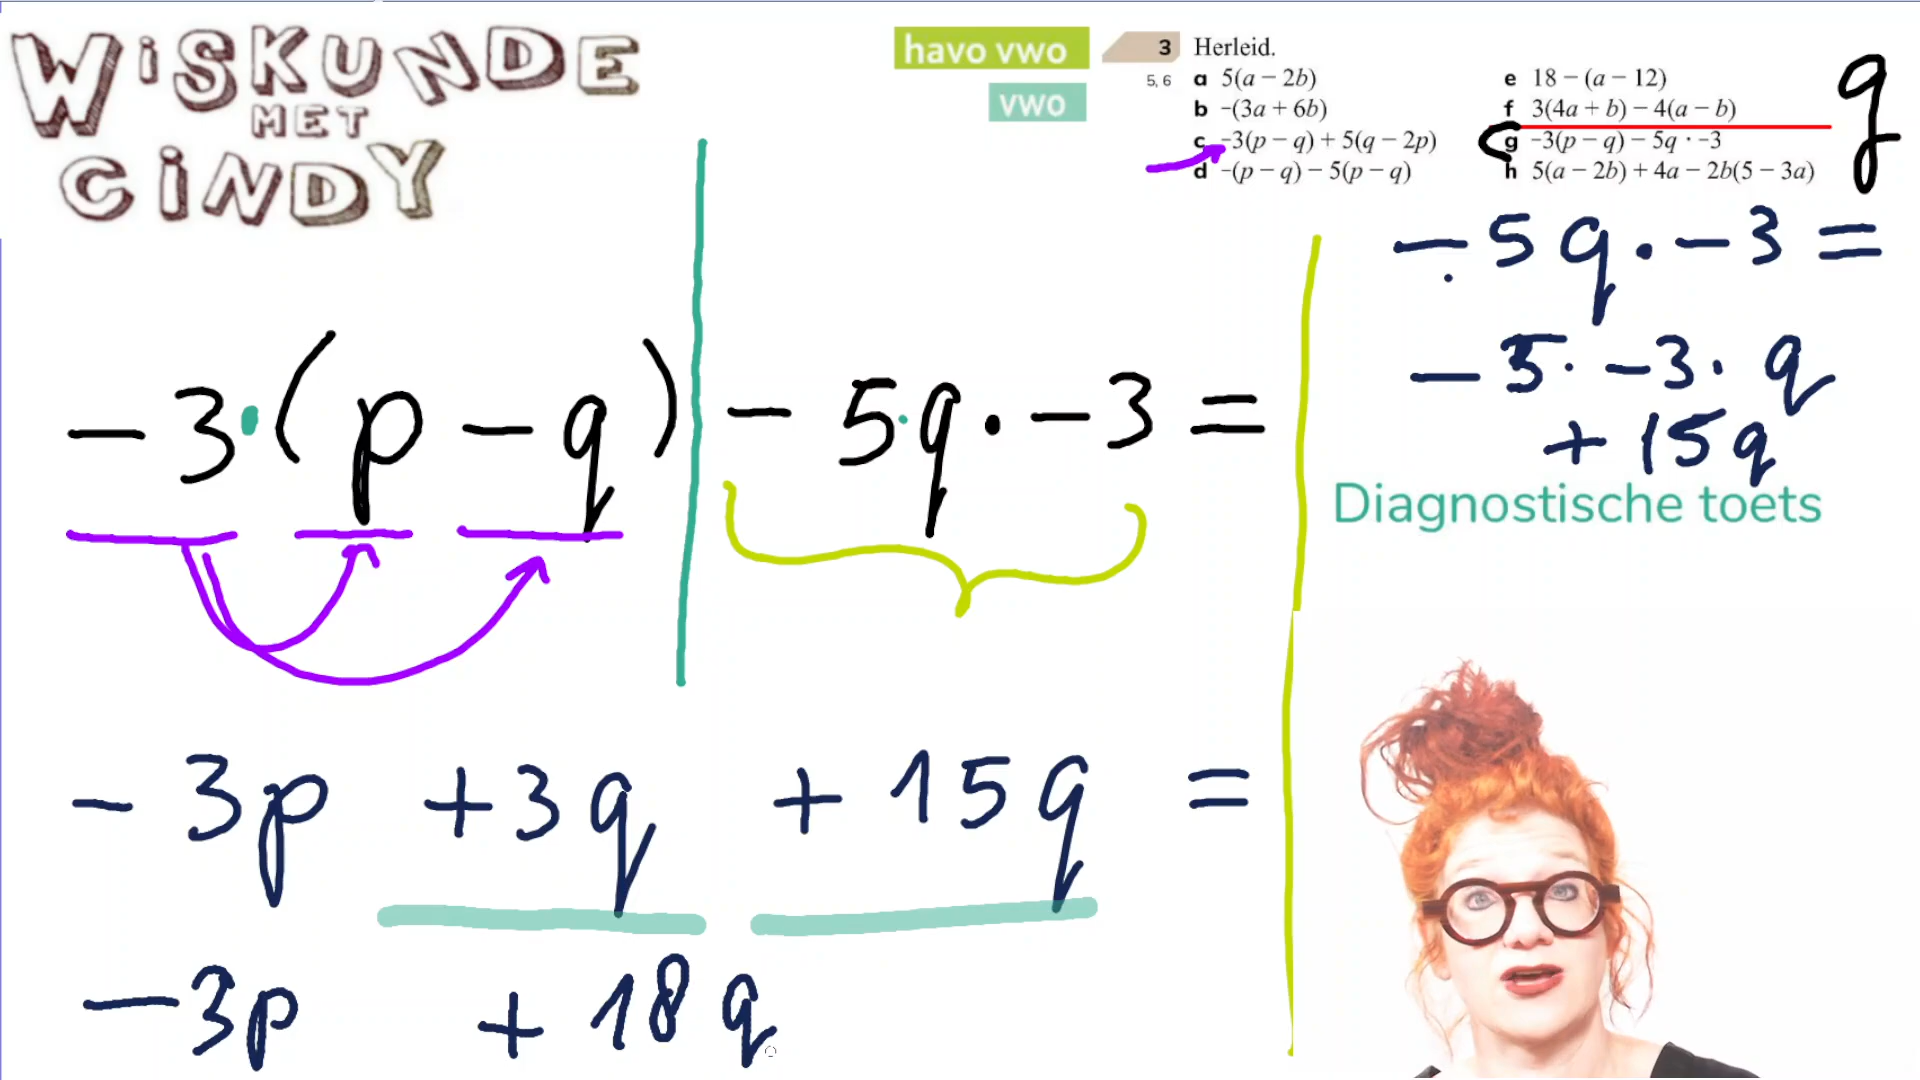 WiSKUNDE
MET
CiNDY
havo vwo
vwo
3 Herleid.
5, 6 a 5(a − 2b)
b -(3a + 6b)
c -3(p − q) + 5(q − 2p)
d -(p − q) − 5(p − q)
e 18 − (a − 12)
f 3(4a + b) − 4(a − b)
g -3(p − q) − 5q · -3
h 5(a − 2b) + 4a − 2b(5 − 3a)
g
− 5q · − 3 =
− 5 · − 3 · q
+ 15q
Diagnostische toets
− 3 · (p − q) − 5 · q · − 3 =
− 3p + 3q + 15q =
− 3p + 18q